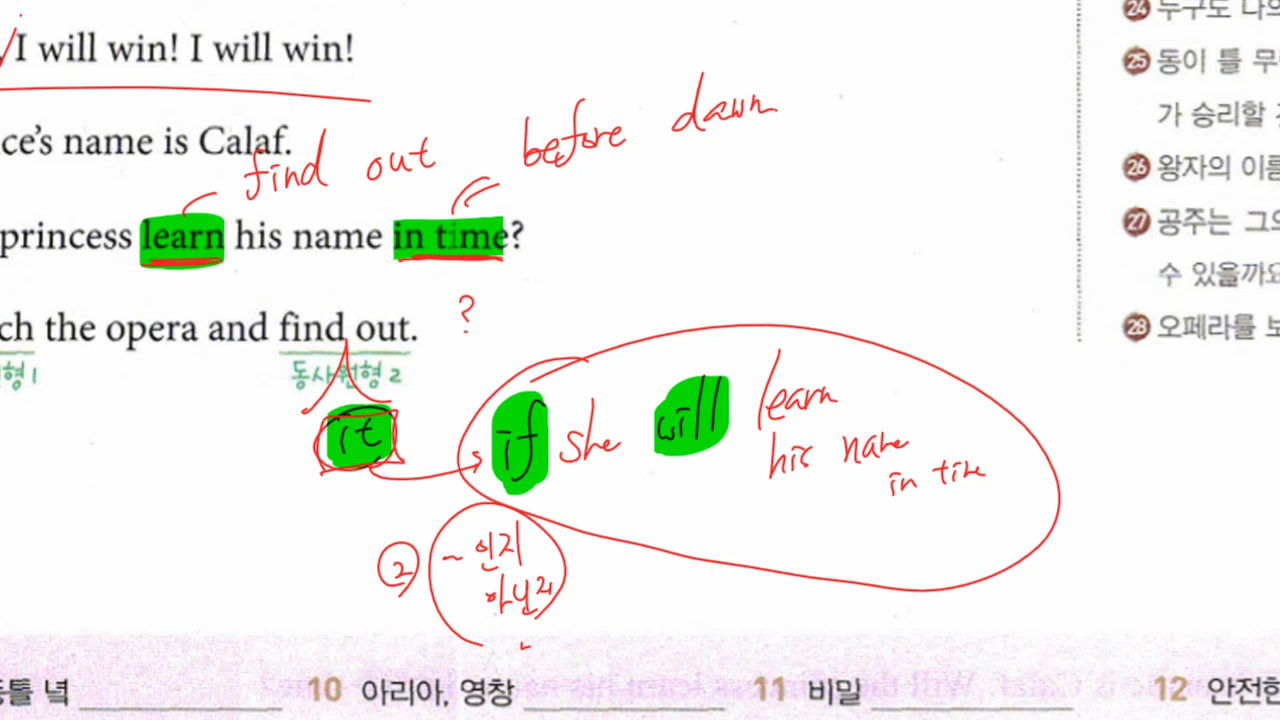 I will win! I will win!
before dawn
ce's name is Calaf.
find out
princess learn his name in time?
?
ch the opera and find out.
형1
동사원형 2
it
if she will learn
his name
in time
②
~ 인지
아닌지
24 누구도 나의
25 동이 틀 무
가 승리할
26 왕자의 이름
27 공주는 그의
수 있을까요
28 오페라를 보
동틀 녘
10 아리아, 영창
11 비밀
12 안전한